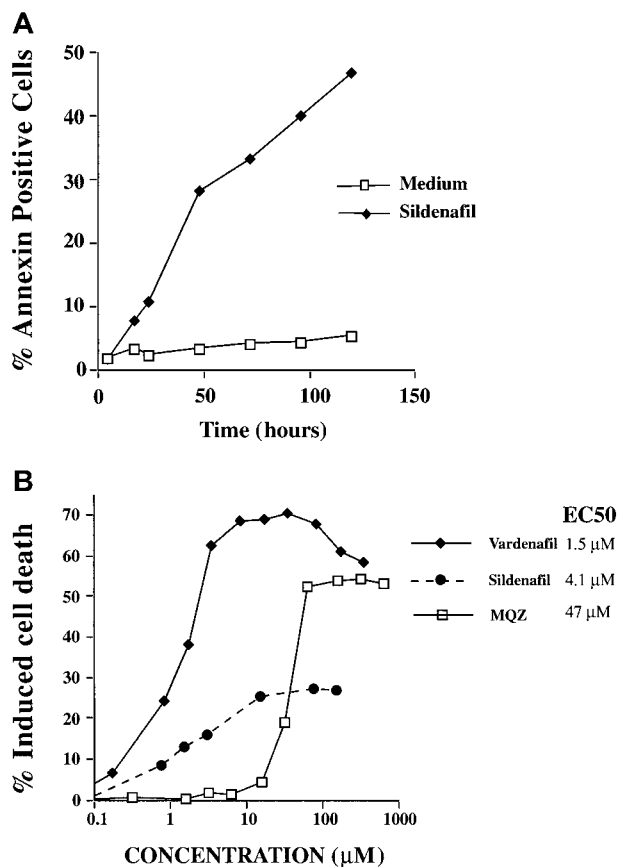 A
% Annexin Positive Cells
50
40
30
20
10
0
Medium
Sildenafil
0 50 100 150
Time (hours)
B
% Induced cell death
70
60
50
40
30
20
10
0
EC50
Vardenafil 1.5 μM
Sildenafil 4.1 μM
MQZ 47 μM
0.1 1 10 100 1000
CONCENTRATION (μM)